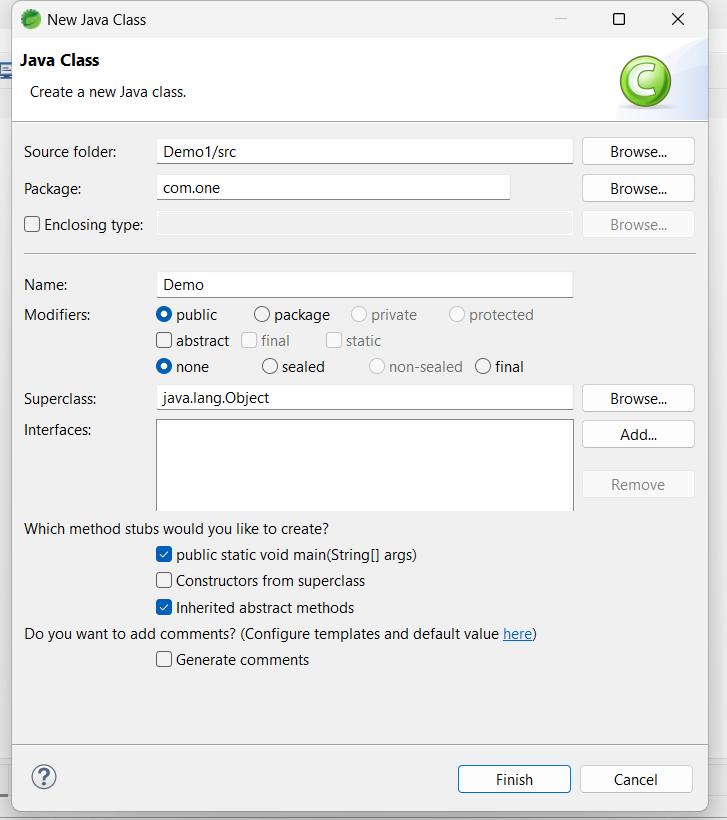 New Java Class
Java Class
Create a new Java class.
C
Source folder: Demo1/src Browse...
Package: com.one Browse...
Enclosing type: Browse...
Name: Demo
Modifiers: public package private protected
abstract final static
none sealed non-sealed final
Superclass: java.lang.Object Browse...
Interfaces: Add...
Remove
Which method stubs would you like to create?
public static void main(String[] args)
Constructors from superclass
Inherited abstract methods
Do you want to add comments? (Configure templates and default value here)
Generate comments
? Finish Cancel